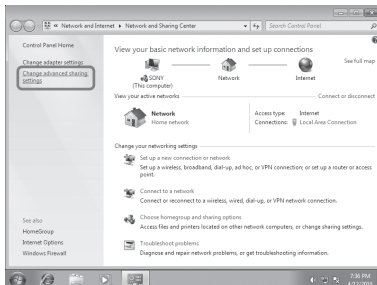 « Network and Internet ▸ Network and Sharing Center
Search Control Panel
Control Panel Home
Change adapter settings
Change advanced sharing
settings
View your basic network information and set up connections
See full map
SONY
(This computer)
Network
Internet
View your active networks
Connect or disconnect
Network
Home network
Access type: Internet
Connections: Local Area Connection
Change your networking settings
Set up a new connection or network
Set up a wireless, broadband, dial-up, ad hoc, or VPN connection; or set up a router or access
point.
Connect to a network
Connect or reconnect to a wireless, wired, dial-up, or VPN network connection.
Choose homegroup and sharing options
Access files and printers located on other network computers, or change sharing settings.
Troubleshoot problems
Diagnose and repair network problems, or get troubleshooting information.
See also
HomeGroup
Internet Options
Windows Firewall
7:38 PM